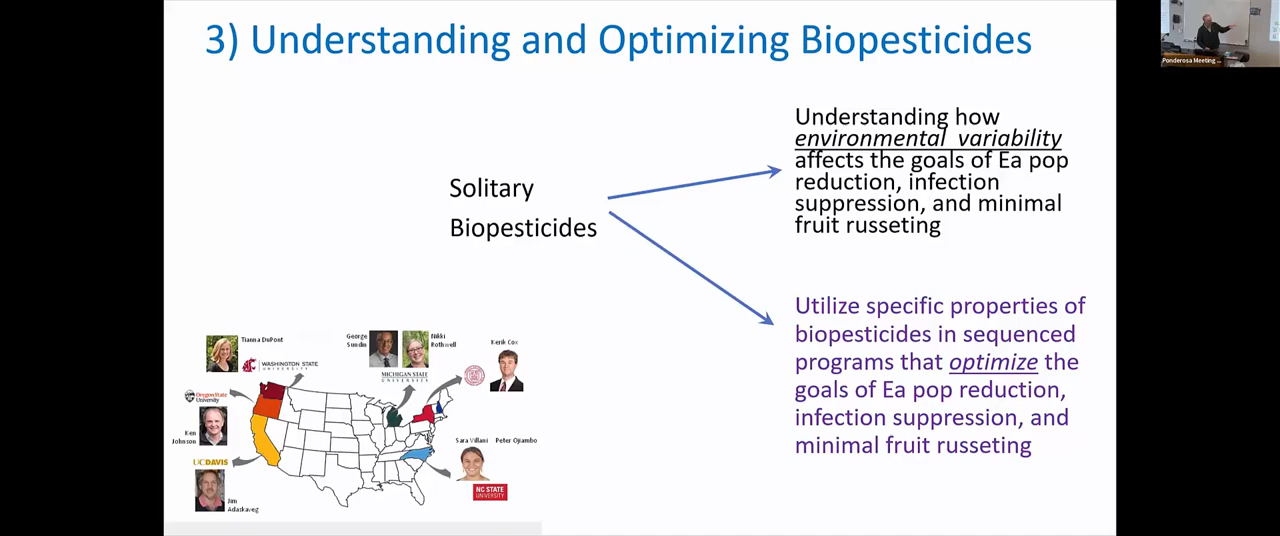 3) Understanding and Optimizing Biopesticides
Ponderosa Meeting ...
Understanding how
environmental variability
affects the goals of Ea pop
reduction, infection
suppression, and minimal
fruit russeting
Solitary
Biopesticides
Utilize specific properties of
biopesticides in sequenced
programs that optimize the
goals of Ea pop reduction,
infection suppression, and
minimal fruit russeting
Tianna DuPont
WASHINGTON STATE
UNIVERSITY
George
Sundin
Nikki
Rothwell
MICHIGAN STATE
UNIVERSITY
Kerik Cox
Oregon State
University
Ken
Johnson
UCDAVIS
Jim
Adaskaveg
Sara Villani
Peter Ojiambo
NC STATE
UNIVERSITY